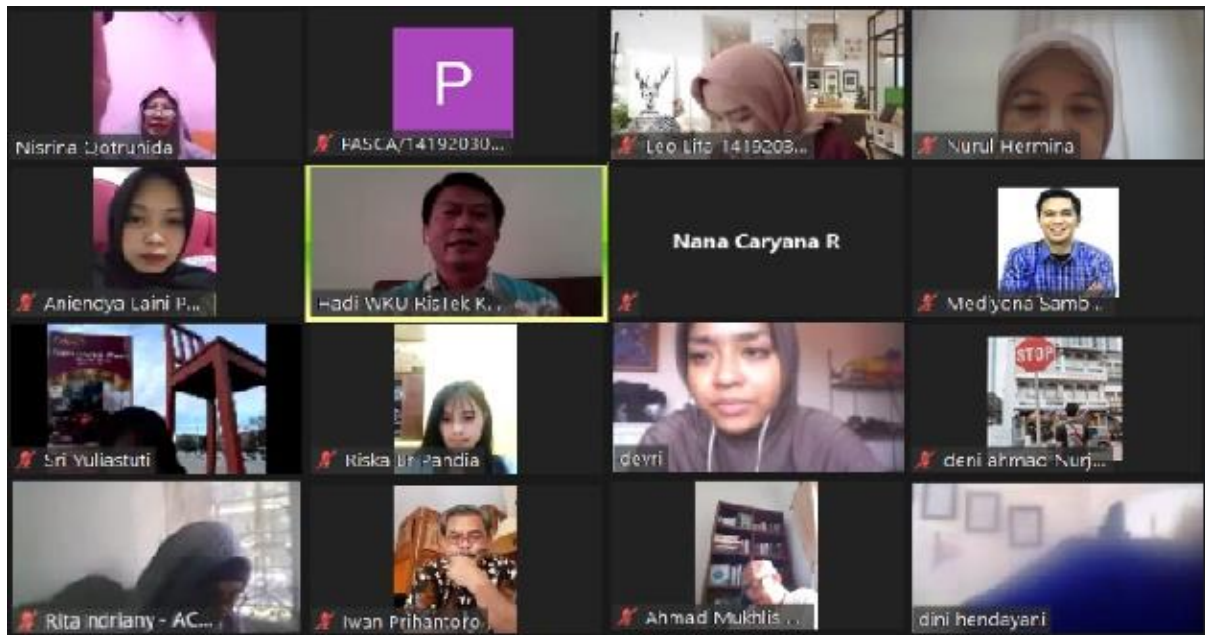 Nisrina Qotrunida
P
PASCA/14192030...
Leo Lita 1419203...
Nurul Hermina
Aniendya Laini P...
Hadi WKU RisTek K...
Nana Caryana R
Mediyona Samb...
Sri Yuliastuti
Riska Br Pandia
devri
STOP
deni ahmad Nurj...
Rita Indriany - AC...
Iwan Prihantoro
Ahmad Mukhlis ...
dini hendayani